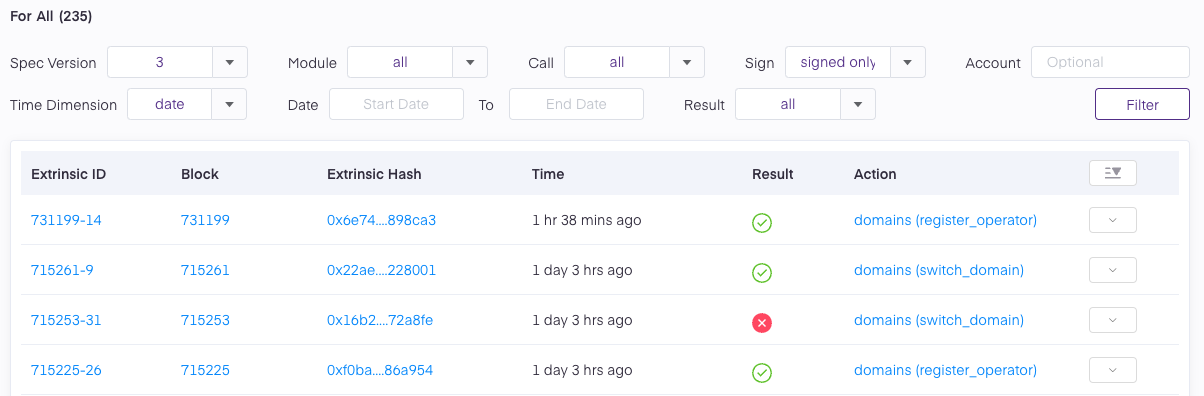 For All (235)
Spec Version 3 Module all Call all Sign signed only Account Optional
Time Dimension date Date Start Date To End Date Result all Filter
Extrinsic ID Block Extrinsic Hash Time Result Action
731199-14 731199 0x6e74....898ca3 1 hr 38 mins ago domains (register_operator)
715261-9 715261 0x22ae....228001 1 day 3 hrs ago domains (switch_domain)
715253-31 715253 0x16b2....72a8fe 1 day 3 hrs ago domains (switch_domain)
715225-26 715225 0xf0ba....86a954 1 day 3 hrs ago domains (register_operator)